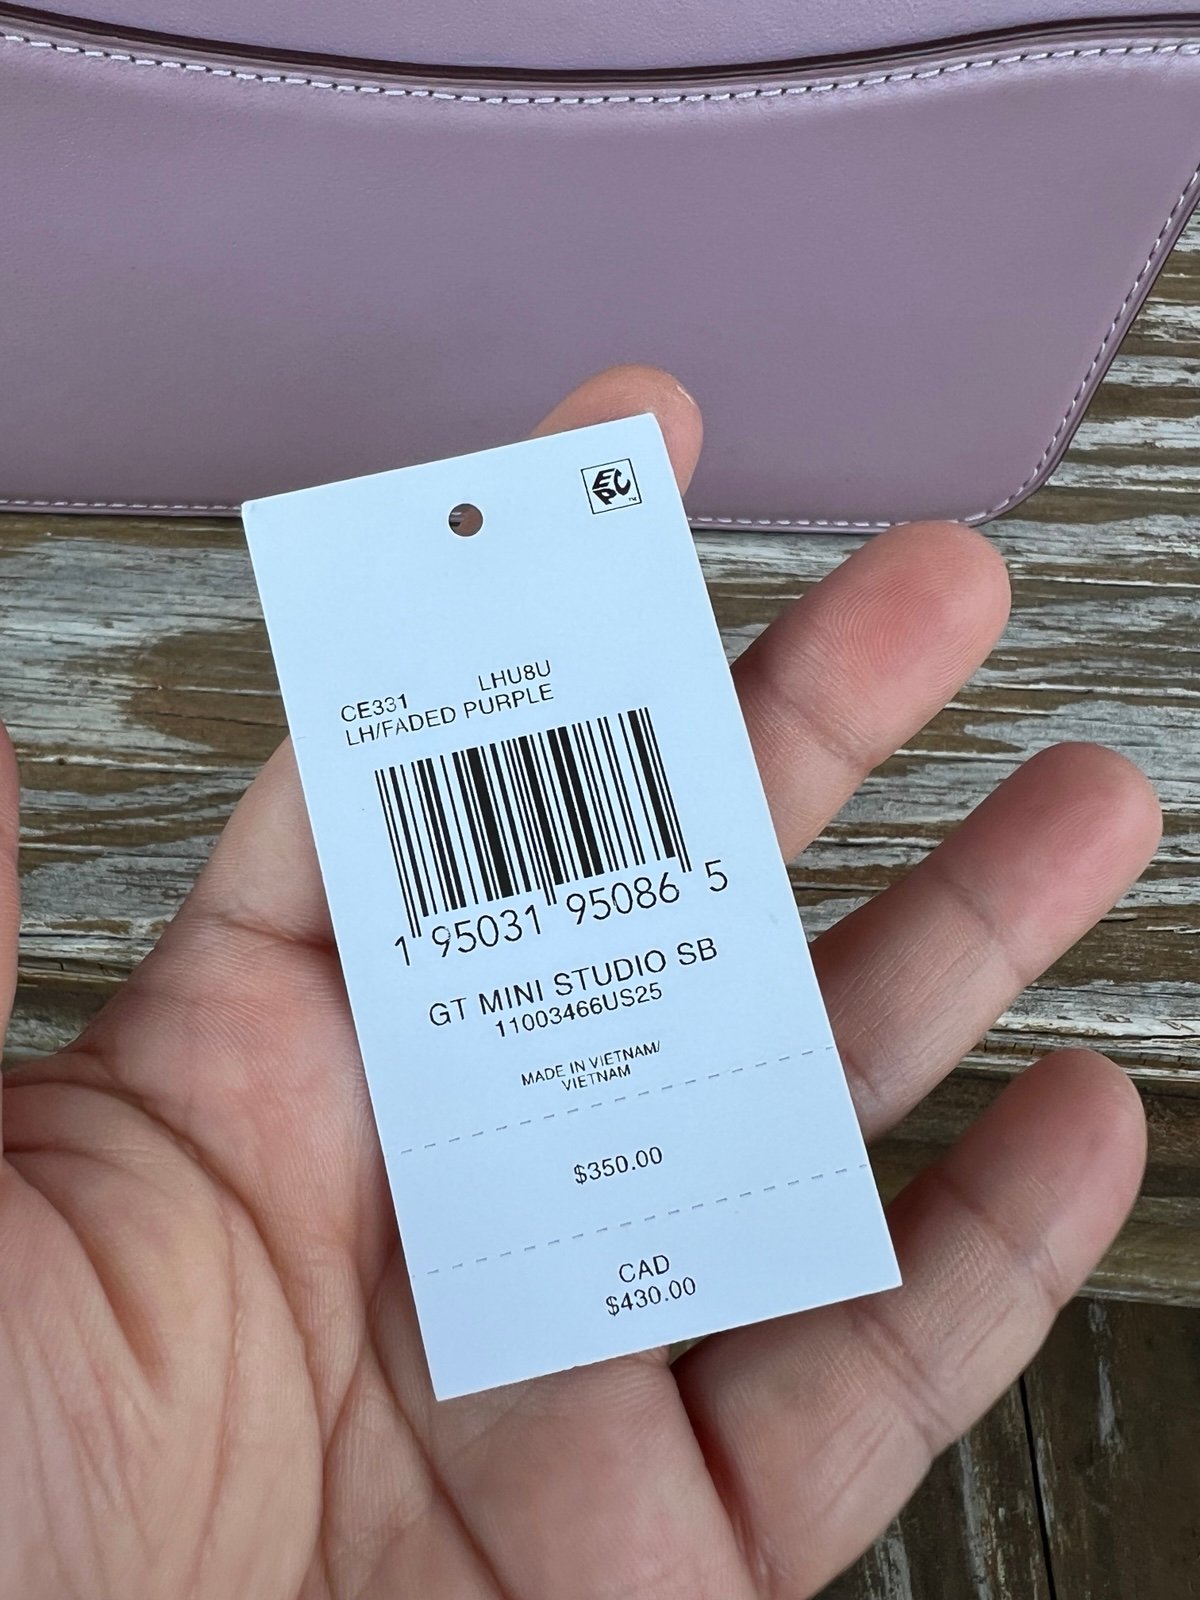 EPC™
CE331 LHU8U
LH/FADED PURPLE
1 95031 95086 5
GT MINI STUDIO SB
11003466US25
MADE IN VIETNAM/
VIETNAM
$350.00
CAD
$430.00